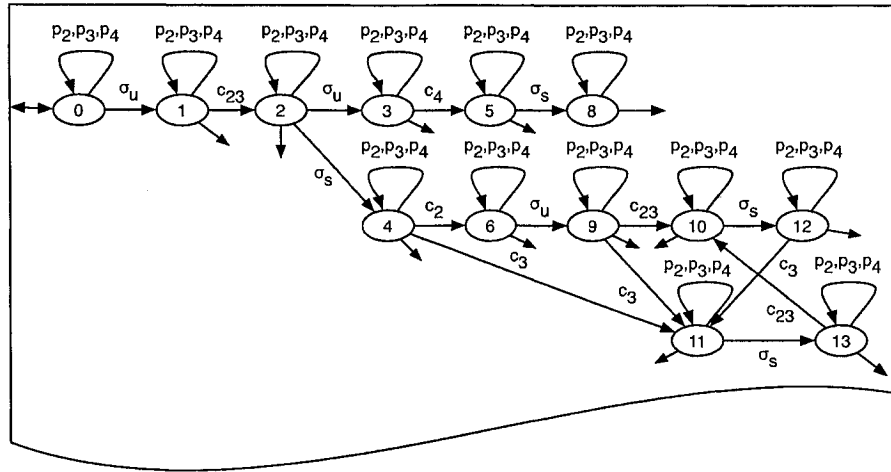 p₂,p₃,p₄ p₂,p₃,p₄ p₂,p₃,p₄ p₂,p₃,p₄ p₂,p₃,p₄ p₂,p₃,p₄
σᵤ c₂₃ σᵤ c₄ σₛ
0 1 2 3 5 8
σₛ
p₂,p₃,p₄ p₂,p₃,p₄ p₂,p₃,p₄ p₂,p₃,p₄ p₂,p₃,p₄
c₂ σᵤ c₂₃ σₛ
4 6 9 10 12
c₃ c₃ c₃
p₂,p₃,p₄ p₂,p₃,p₄
c₂₃
11 13
σₛ